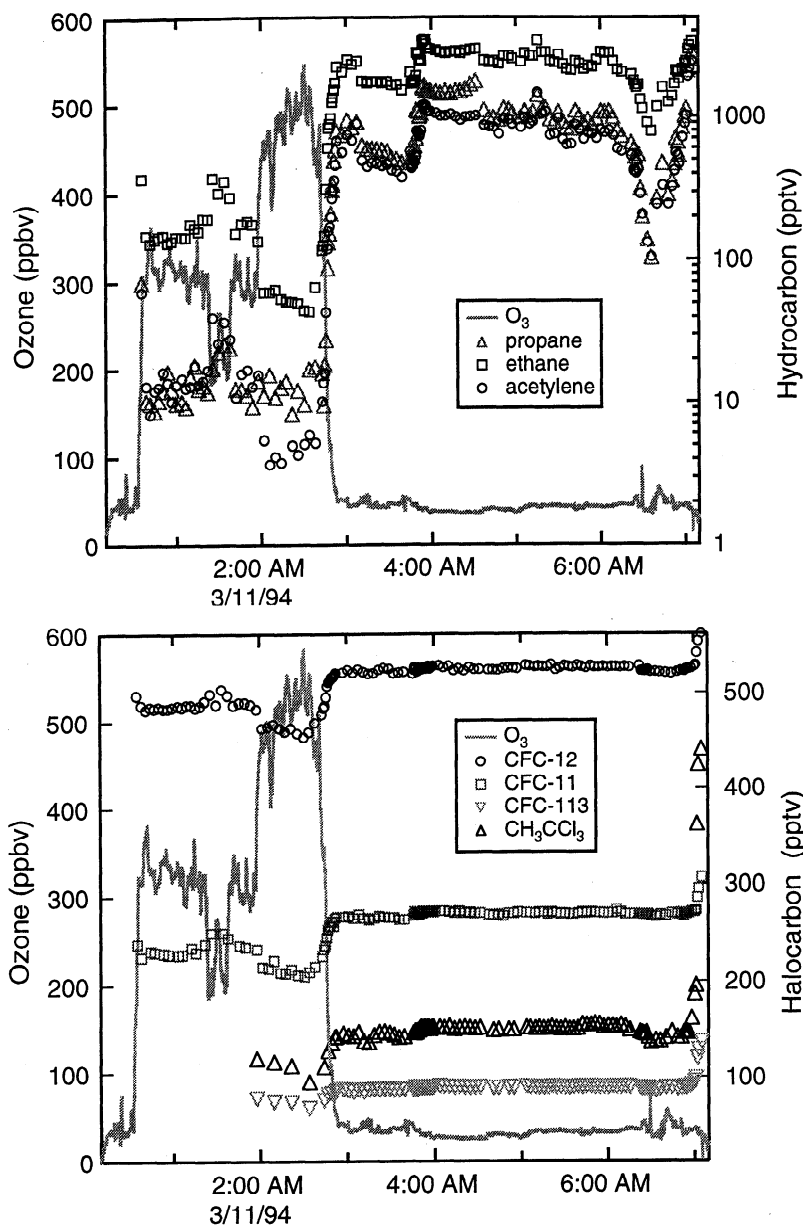 600
500
400
300
200
100
0
Ozone (ppbv)
1000
100
10
1
Hydrocarbon (pptv)
O3
propane
ethane
acetylene
2:00 AM
4:00 AM
6:00 AM
3/11/94
600
500
400
300
200
100
0
Ozone (ppbv)
500
400
300
200
100
Halocarbon (pptv)
O3
CFC-12
CFC-11
CFC-113
CH3CCl3
2:00 AM
4:00 AM
6:00 AM
3/11/94